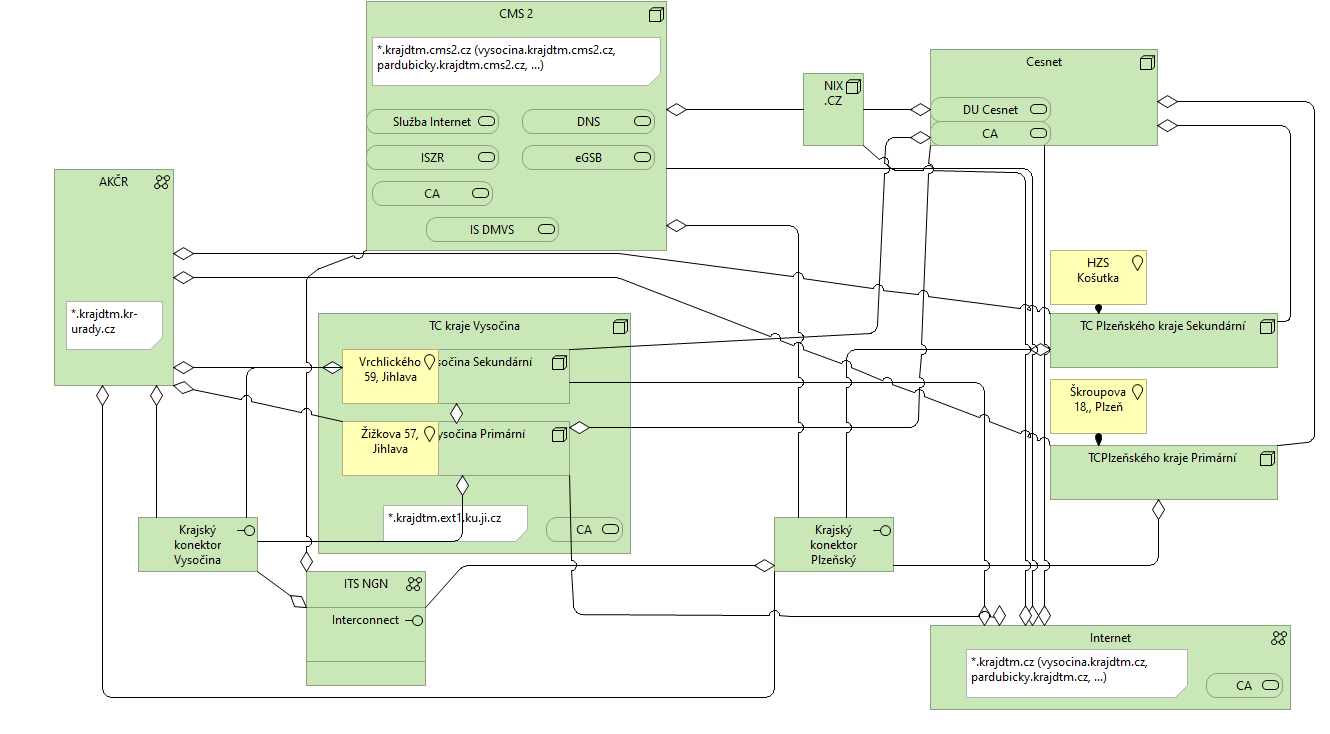 CMS 2
*.krajdtm.cms2.cz (vysocina.krajdtm.cms2.cz,
pardubicky.krajdtm.cms2.cz, ...)
Služba Internet
DNS
ISZR
eGSB
CA
IS DMVS
NIX
.CZ
Cesnet
DU Cesnet
CA
AKČR
*.krajdtm.kr-
urady.cz
HZS
Košutka
TC Plzeňského kraje Sekundární
Škroupova
18,, Plzeň
TCPlzeňského kraje Primární
TC kraje Vysočina
Vrchlického
59, Jihlava
sočina Sekundární
Žižkova 57,
Jihlava
ysočina Primární
*.krajdtm.ext1.ku.ji.cz
CA
Krajský
konektor
Vysočina
Krajský
konektor
Plzeňský
ITS NGN
Interconnect
Internet
*.krajdtm.cz (vysocina.krajdtm.cz,
pardubicky.krajdtm.cz, ...)
CA